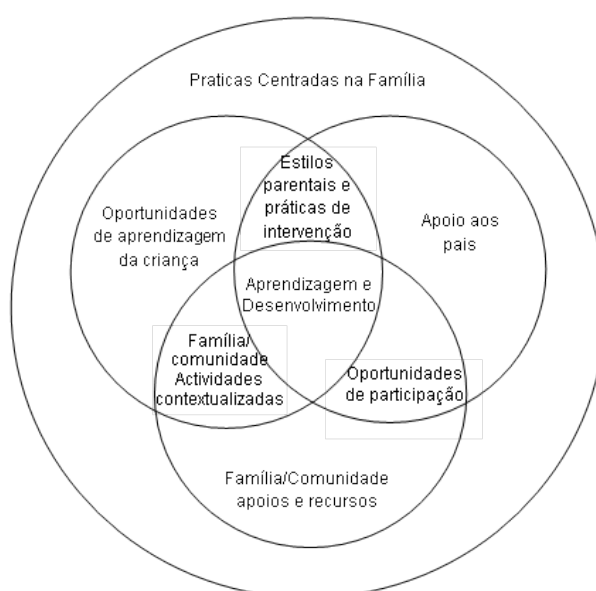 Praticas Centradas na Família
Estilos
parentais e
práticas de
intervenção
Oportunidades
de aprendizagem
da criança
Apoio aos
pais
Aprendizagem e
Desenvolvimento
Família/
comunidade
Actividades
contextualizadas
Oportunidades
de participação
Família/Comunidade
apoios e recursos